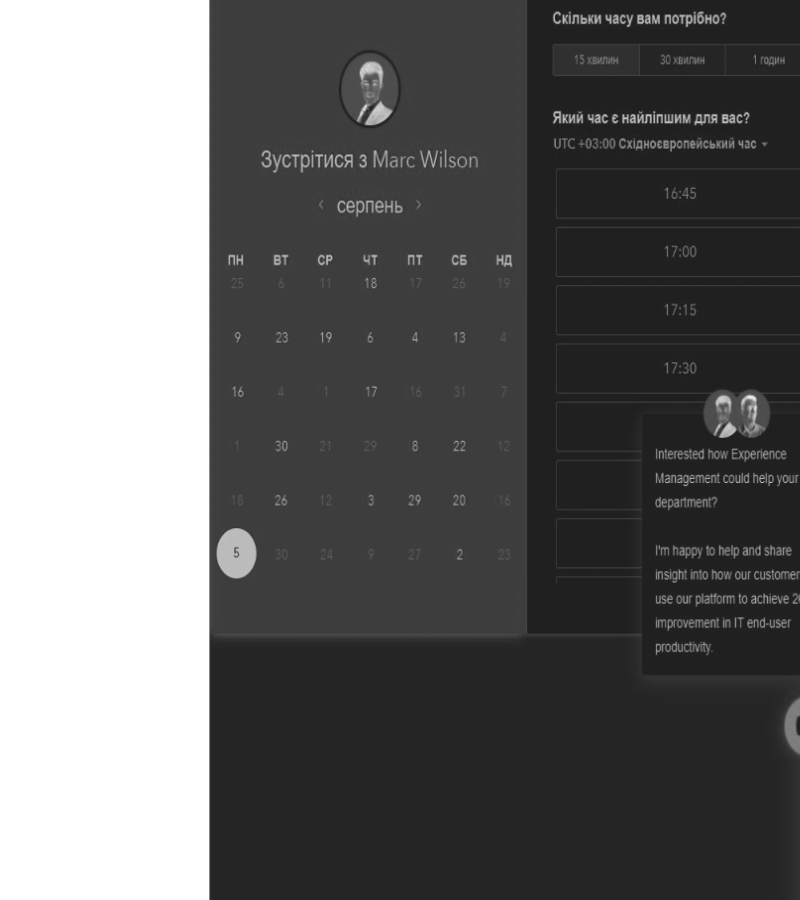 Скільки часу вам потрібно?
15 хвилин 30 хвилин 1 годин
Який час є найліпшим для вас?
UTC +03:00 Східноєвропейський час
Зустрітися з Marc Wilson
серпень
ПН ВТ СР ЧТ ПТ СБ НД
25 6 11 18 17 26 19
9 23 19 6 4 13 4
16 4 1 17 16 31 7
1 30 21 29 8 22 12
18 26 12 3 29 20 16
5 30 24 9 27 2 23
16:45
17:00
17:15
17:30
Interested how Experience
Management could help your
department?
I'm happy to help and share
insight into how our customer
use our platform to achieve 20
improvement in IT end-user
productivity.